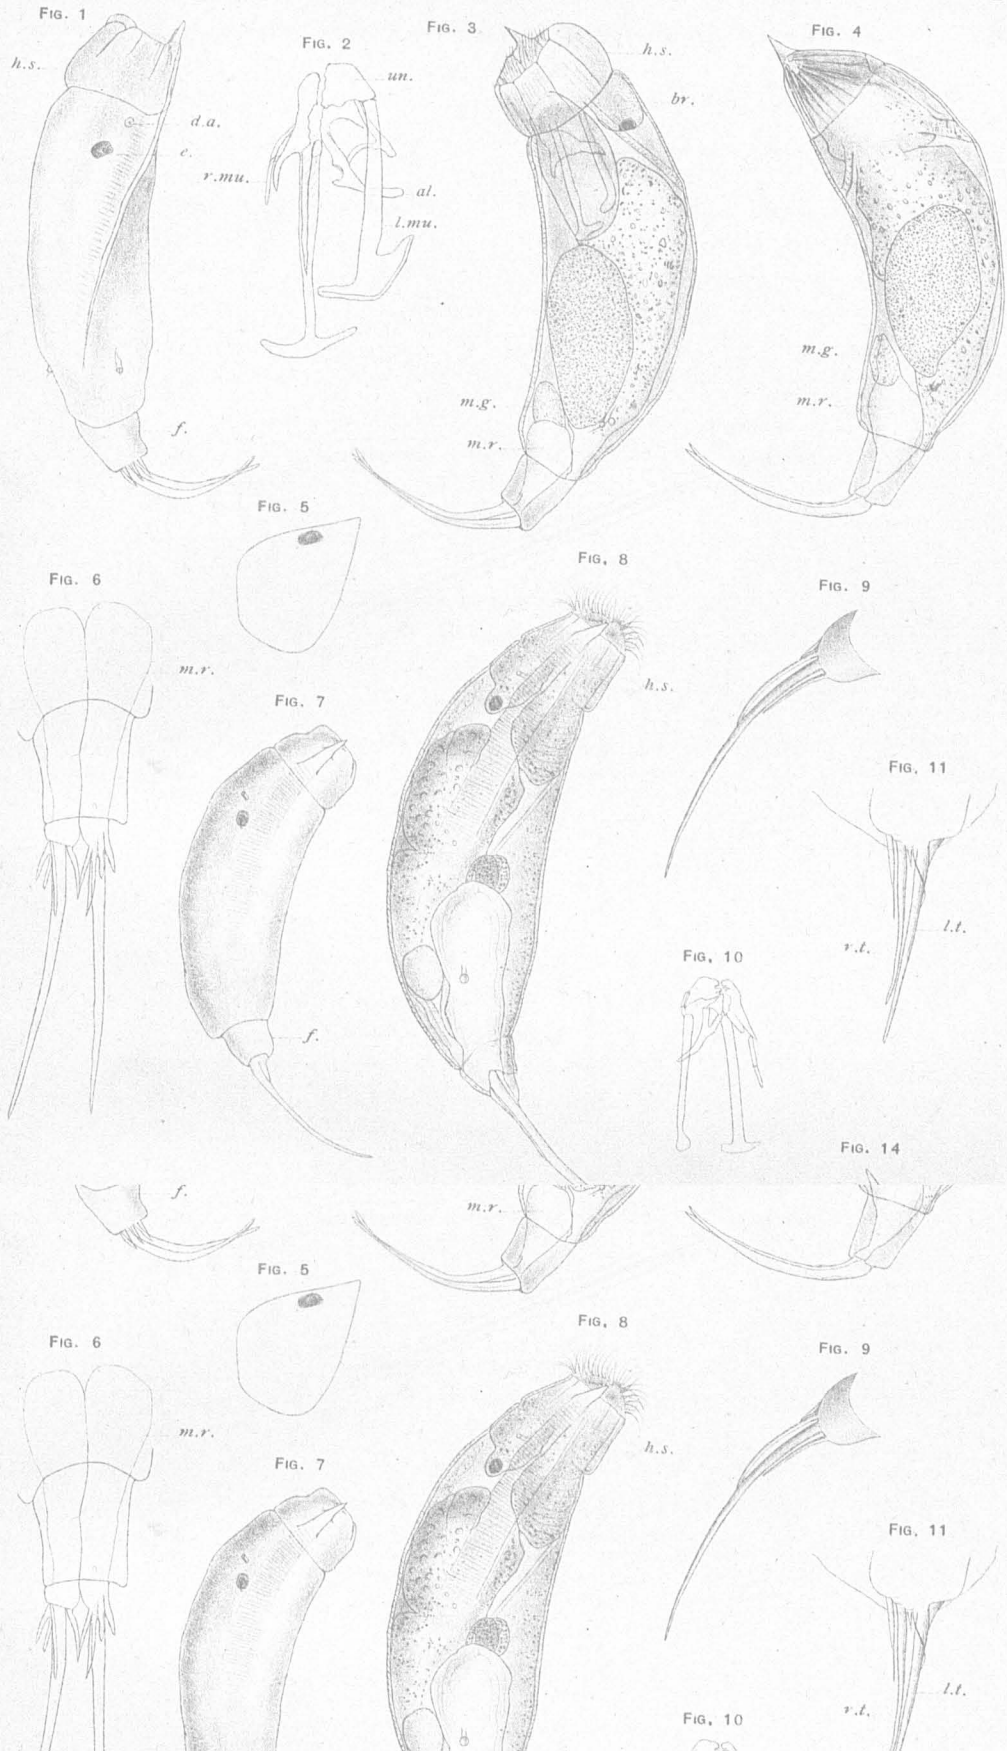 FIG. 1
FIG. 2
FIG. 3
FIG. 4
h.s.
un.
h.s.
br.
d.a.
e.
r.mu.
al.
l.mu.
m.g.
m.r.
m.g.
m.r.
f.
FIG. 5
FIG. 6
FIG. 8
FIG. 9
m.r.
h.s.
FIG. 7
FIG. 11
l.t.
r.t.
FIG. 10
f.
FIG. 14
f.
m.r.
FIG. 5
FIG. 6
FIG. 8
FIG. 9
m.r.
h.s.
FIG. 7
FIG. 11
l.t.
r.t.
FIG. 10